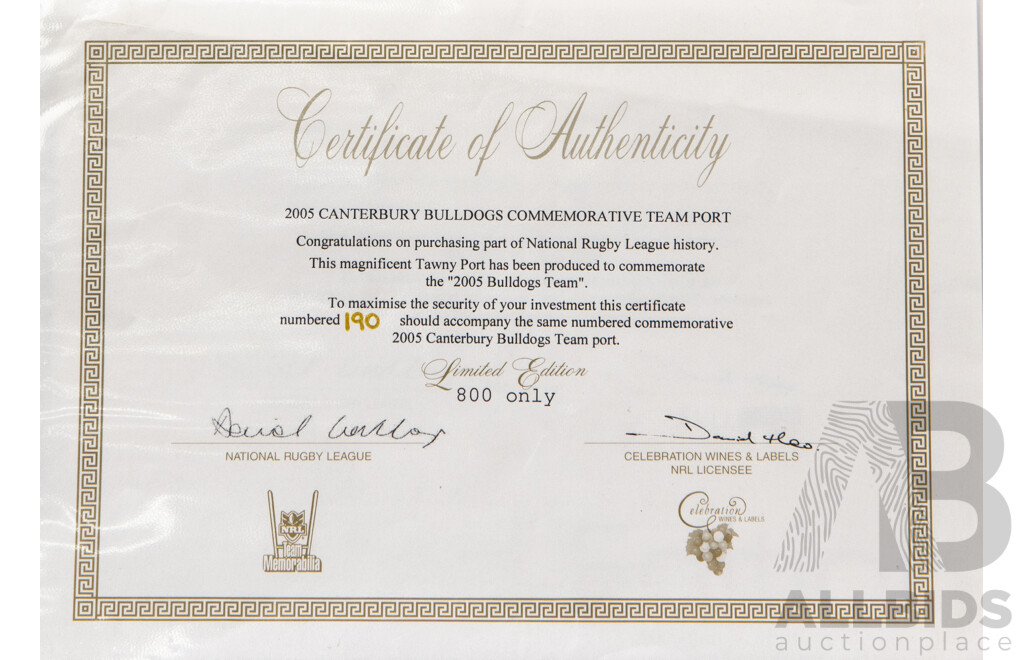 Certificate of Authenticity
2005 CANTERBURY BULLDOGS COMMEMORATIVE TEAM PORT
Congratulations on purchasing part of National Rugby League history.
This magnificent Tawny Port has been produced to commemorate
the "2005 Bulldogs Team".
To maximise the security of your investment this certificate
numbered 190 should accompany the same numbered commemorative
2005 Canterbury Bulldogs Team port.
Limited Edition
800 only
NATIONAL RUGBY LEAGUE
David
CELEBRATION WINES & LABELS
NRL LICENSEE
NRL
Team
Memorabilia
Celebration
WINES & LABELS
AB
ALLBIDS
auctionplace